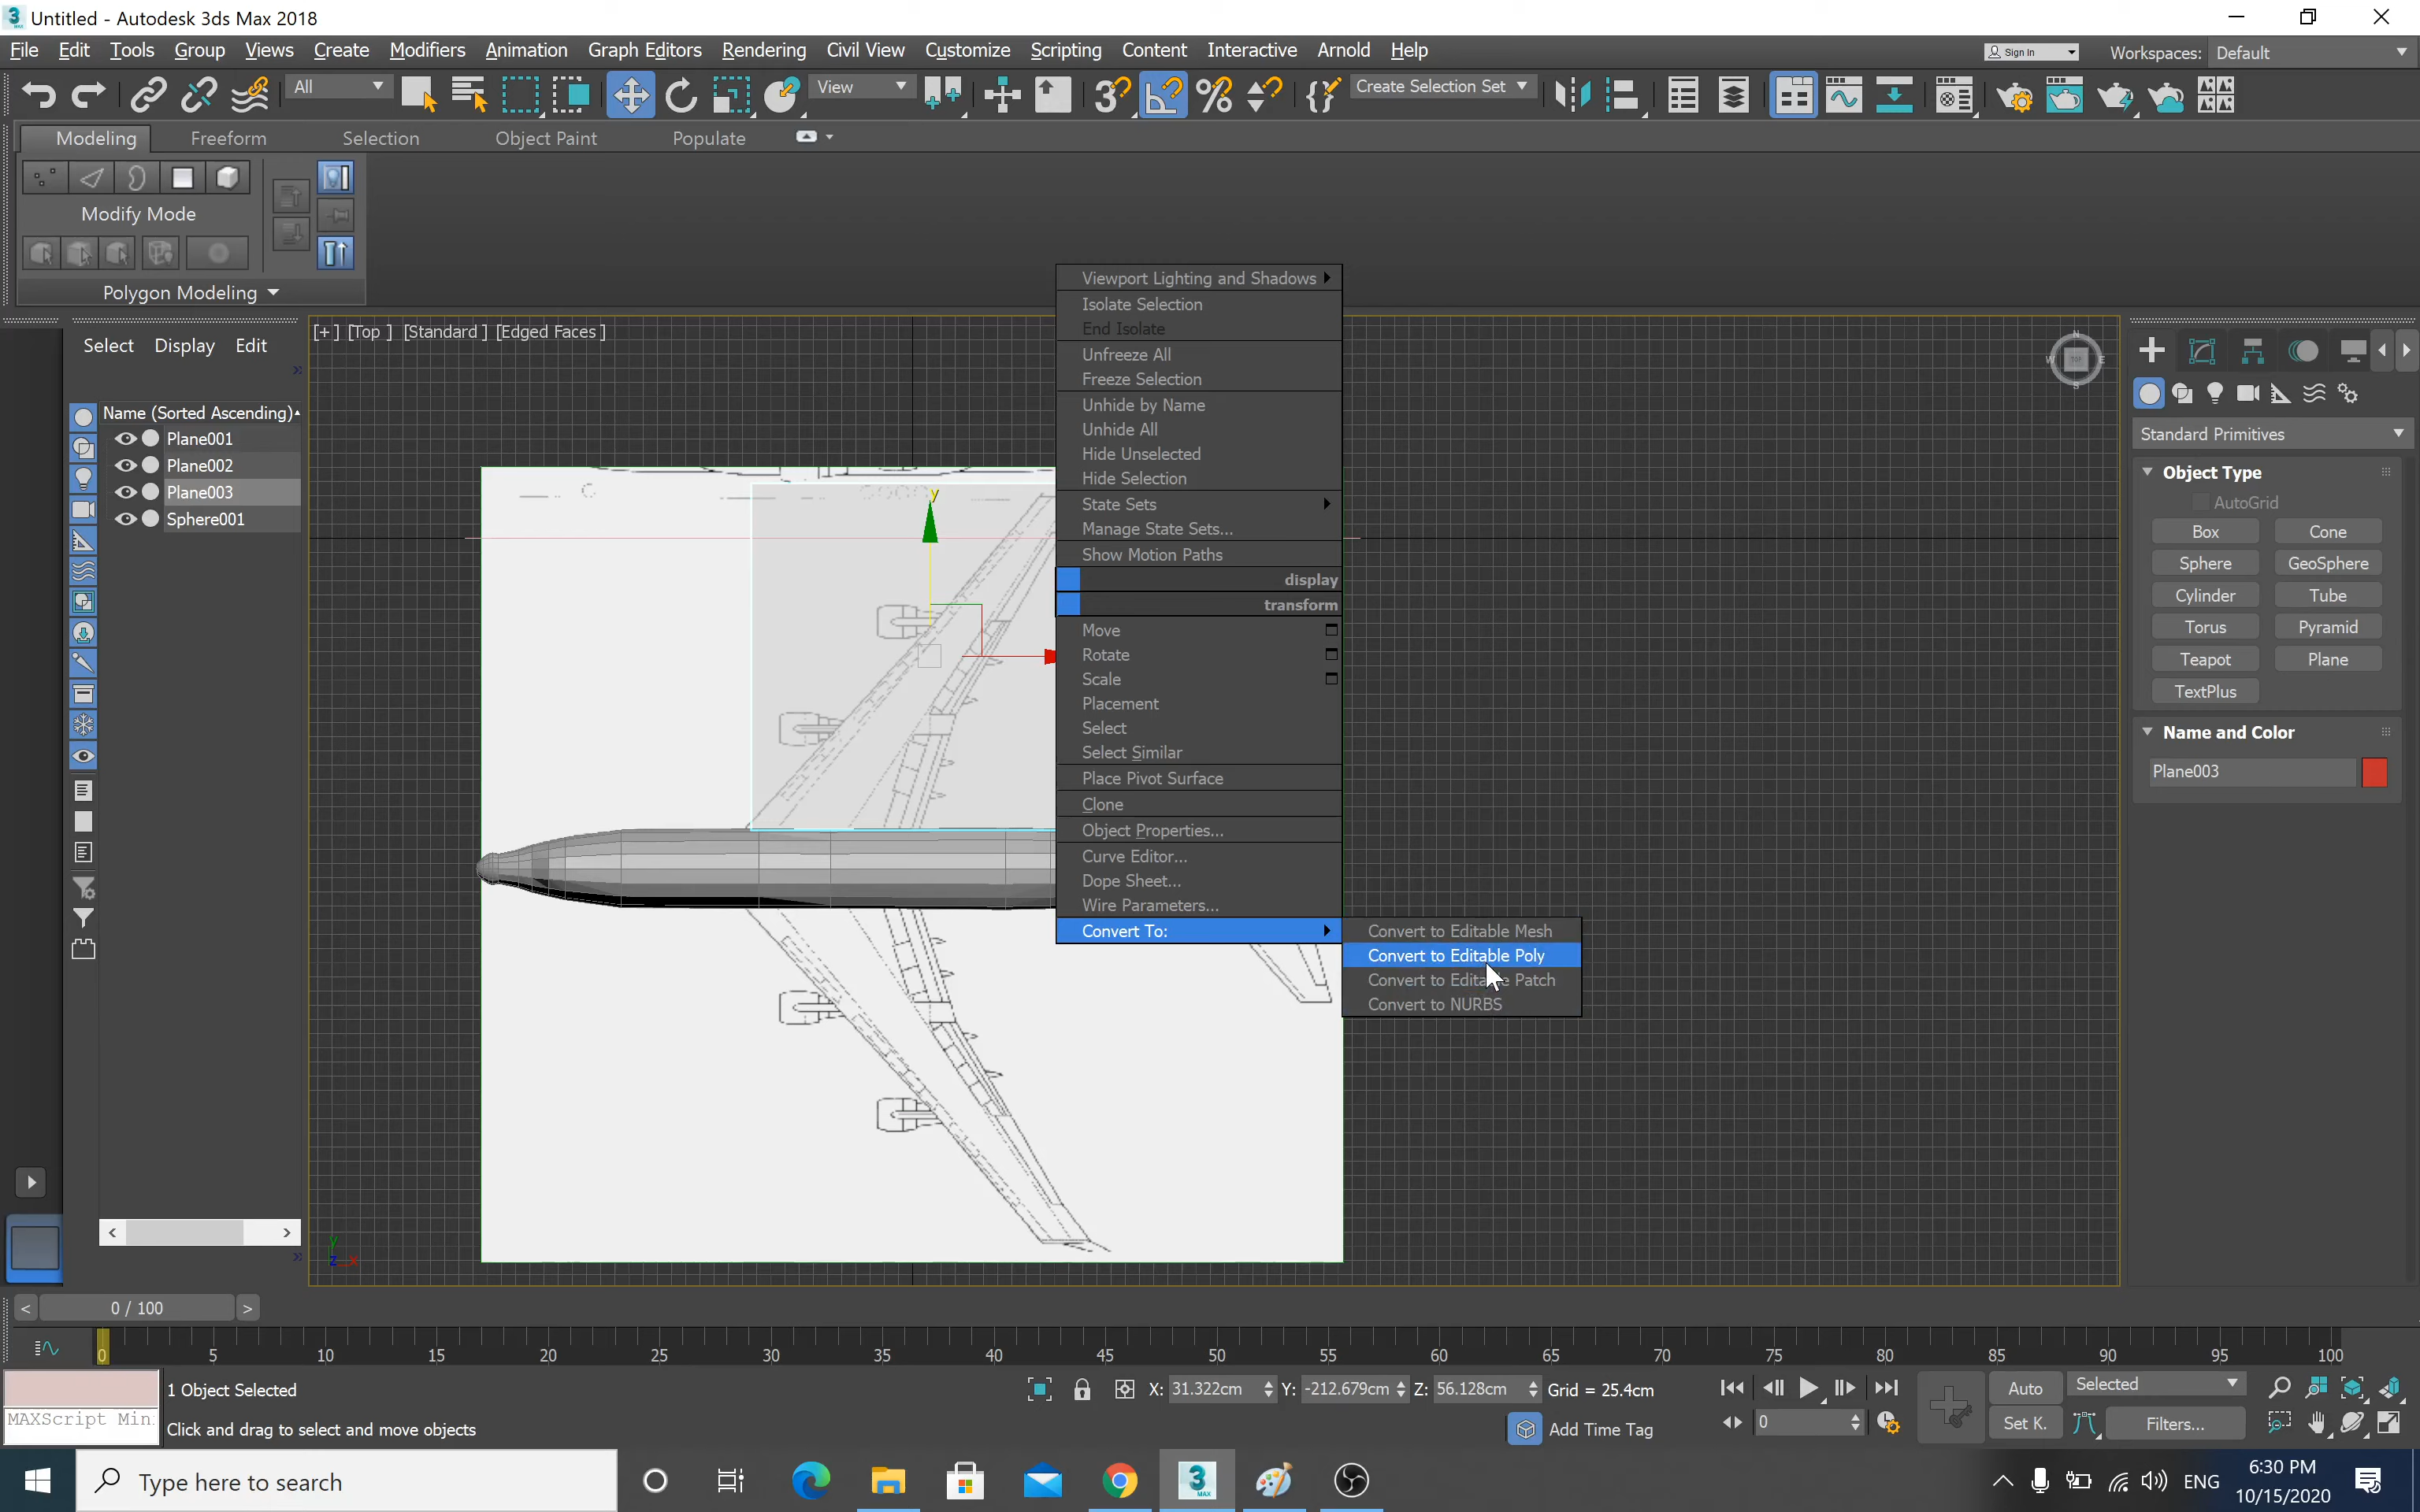 Untitled - Autodesk 3ds Max 2018
File Edit Tools Group Views Create Modifiers Animation Graph Editors Rendering Civil View Customize Scripting Content Interactive Arnold Help
Sign In
Workspaces: Default
All
View
Create Selection Set
Modeling Freeform Selection Object Paint Populate
Modify Mode
Polygon Modeling
Select Display Edit
Name (Sorted Ascending)
Plane001
Plane002
Plane003
Sphere001
[+] [Top ] [Standard ] [Edged Faces ]
y
Viewport Lighting and Shadows
Isolate Selection
End Isolate
Unfreeze All
Freeze Selection
Unhide by Name
Unhide All
Hide Unselected
Hide Selection
State Sets
Manage State Sets...
Show Motion Paths
display
transform
Move
Rotate
Scale
Placement
Select
Select Similar
Place Pivot Surface
Clone
Object Properties...
Curve Editor...
Dope Sheet...
Wire Parameters...
Convert To:
Convert to Editable Mesh
Convert to Editable Poly
Convert to Editable Patch
Convert to NURBS
N
W TOP E
S
Standard Primitives
Object Type
AutoGrid
Box Cone
Sphere GeoSphere
Cylinder Tube
Torus Pyramid
Teapot Plane
TextPlus
Name and Color
Plane003
y
z x
< 0 / 100 >
0 5 10 15 20 25 30 35 40 45 50 55 60 65 70 75 80 85 90 95 100
1 Object Selected
X: 31.322cm Y: -212.679cm Z: 56.128cm Grid = 25.4cm
Auto Selected
MAXScript Min
Click and drag to select and move objects
Add Time Tag
0
Set K. Filters...
Type here to search
ENG
6:30 PM
10/15/2020